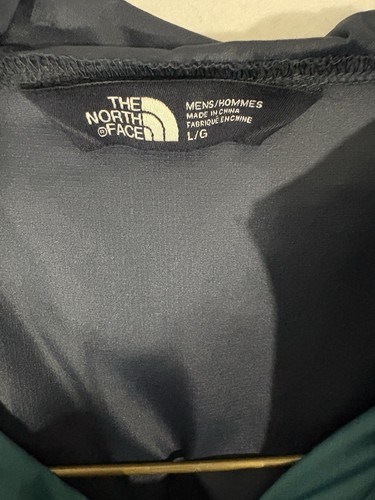 THE
NORTH
FACE
MENS/HOMMES
MADE IN CHINA
FABRIQUÉ EN CHINE
L/G